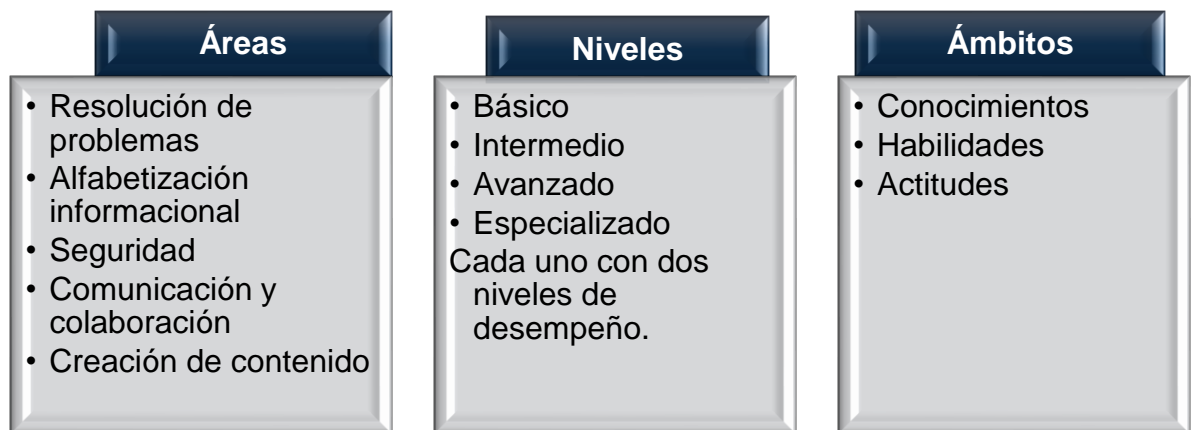 Áreas
• Resolución de
problemas
• Alfabetización
informacional
• Seguridad
• Comunicación y
colaboración
• Creación de contenido
Niveles
• Básico
• Intermedio
• Avanzado
• Especializado
Cada uno con dos
niveles de
desempeño.
Ámbitos
• Conocimientos
• Habilidades
• Actitudes